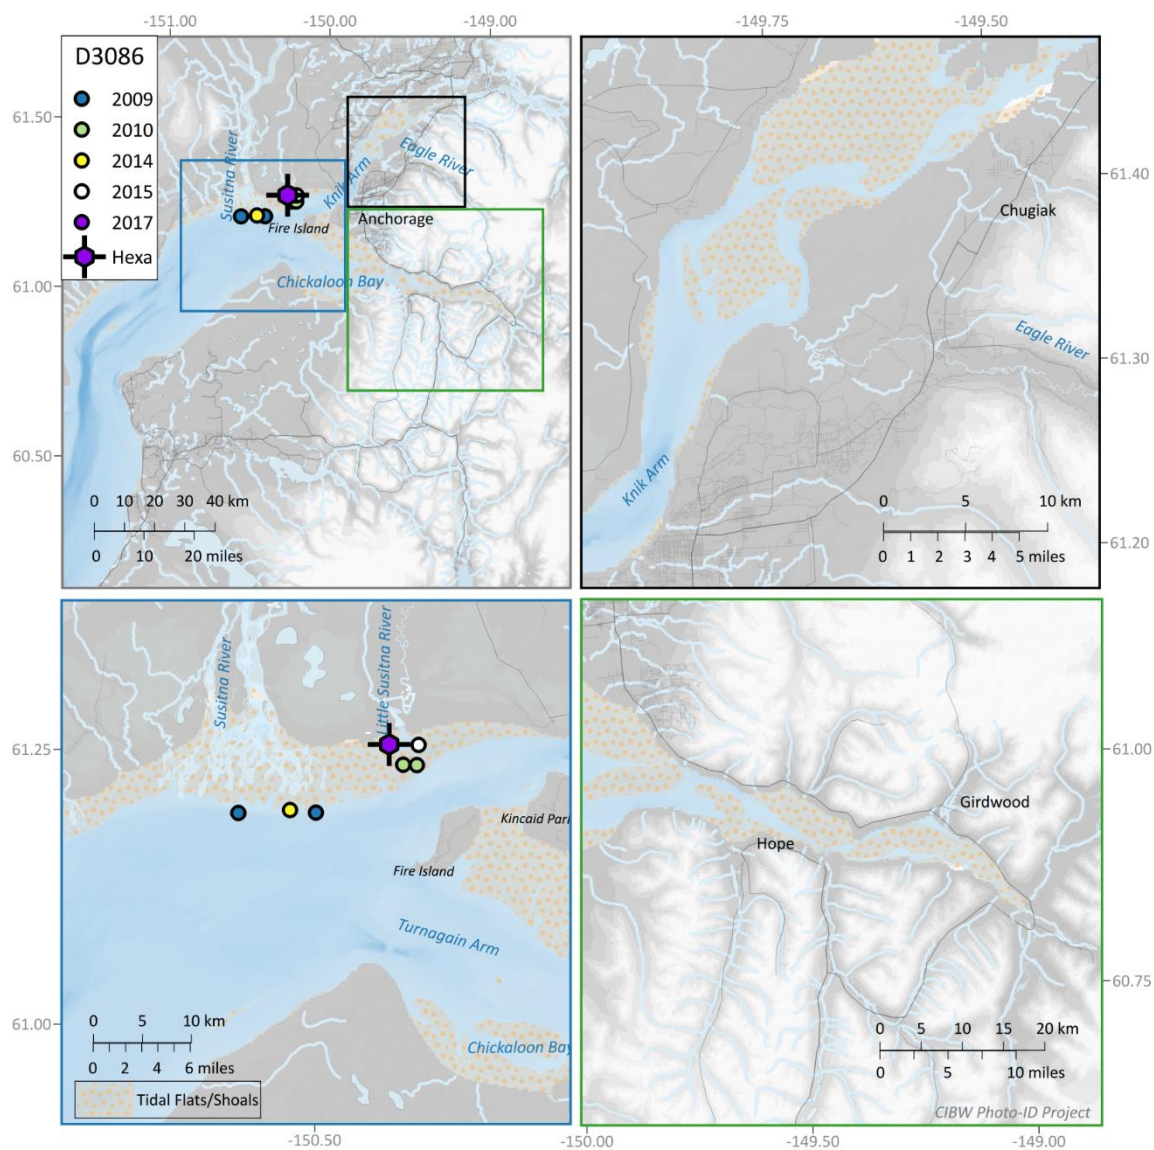 -151.00 -150.00 -149.00
-149.75 -149.50
D3086
2009
2010
2014
2015
2017
Hexa
61.50
61.00
60.50
Susitna River
Knik Arm
Eagle River
Anchorage
Fire Island
Chickaloon Bay
0 10 20 30 40 km
0 10 20 miles
61.40
61.30
61.20
Chugiak
Eagle River
Knik Arm
0 5 10 km
0 1 2 3 4 5 miles
Susitna River
Little Susitna River
61.25
61.00
Kincaid Par
Fire Island
Turnagain Arm
Chickaloon Bay
0 5 10 km
0 2 4 6 miles
Tidal Flats/Shoals
-150.50
61.00
60.75
Girdwood
Hope
0 5 10 15 20 km
0 5 10 miles
CIBW Photo-ID Project
-150.00 -149.50 -149.00